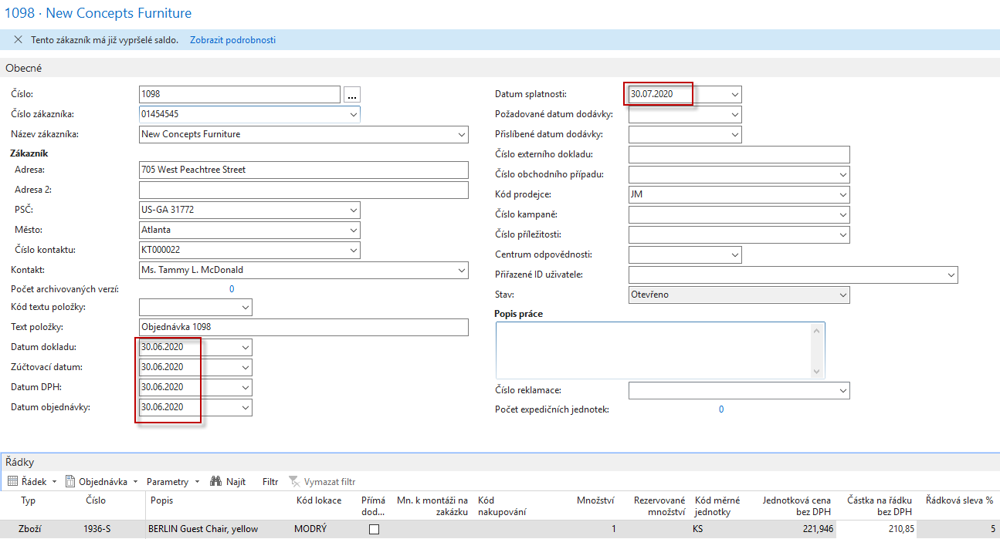 1098 · New Concepts Furniture
Tento zákazník má již vypršelé saldo. Zobrazit podrobnosti
Obecné
Číslo: 1098 ...
Číslo zákazníka: 01454545
Název zákazníka: New Concepts Furniture
Zákazník
Adresa: 705 West Peachtree Street
Adresa 2:
PSČ: US-GA 31772
Město: Atlanta
Číslo kontaktu: KT000022
Kontakt: Ms. Tammy L. McDonald
Počet archivovaných verzí: 0
Kód textu položky:
Text položky: Objednávka 1098
Datum dokladu: 30.06.2020
Zúčtovací datum: 30.06.2020
Datum DPH: 30.06.2020
Datum objednávky: 30.06.2020
Datum splatnosti: 30.07.2020
Požadované datum dodávky:
Přislíbené datum dodávky:
Číslo externího dokladu:
Číslo obchodního případu:
Kód prodejce: JM
Číslo kampaně:
Číslo příležitosti:
Centrum odpovědnosti:
Přiřazené ID uživatele:
Stav: Otevřeno
Popis práce
Číslo reklamace:
Počet expedičních jednotek: 0
Řádky
Řádek Objednávka Parametry Najít Filtr Vymazat filtr
Typ Číslo Popis Kód lokace Přímá dod... Mn. k montáži na zakázku Kód nakupování Množství Rezervované množství Kód měrné jednotky Jednotková cena bez DPH Částka na řádku bez DPH Řádková sleva %
Zboží 1936-S BERLIN Guest Chair, yellow MODRÝ 1 KS 221,946 210,85 5